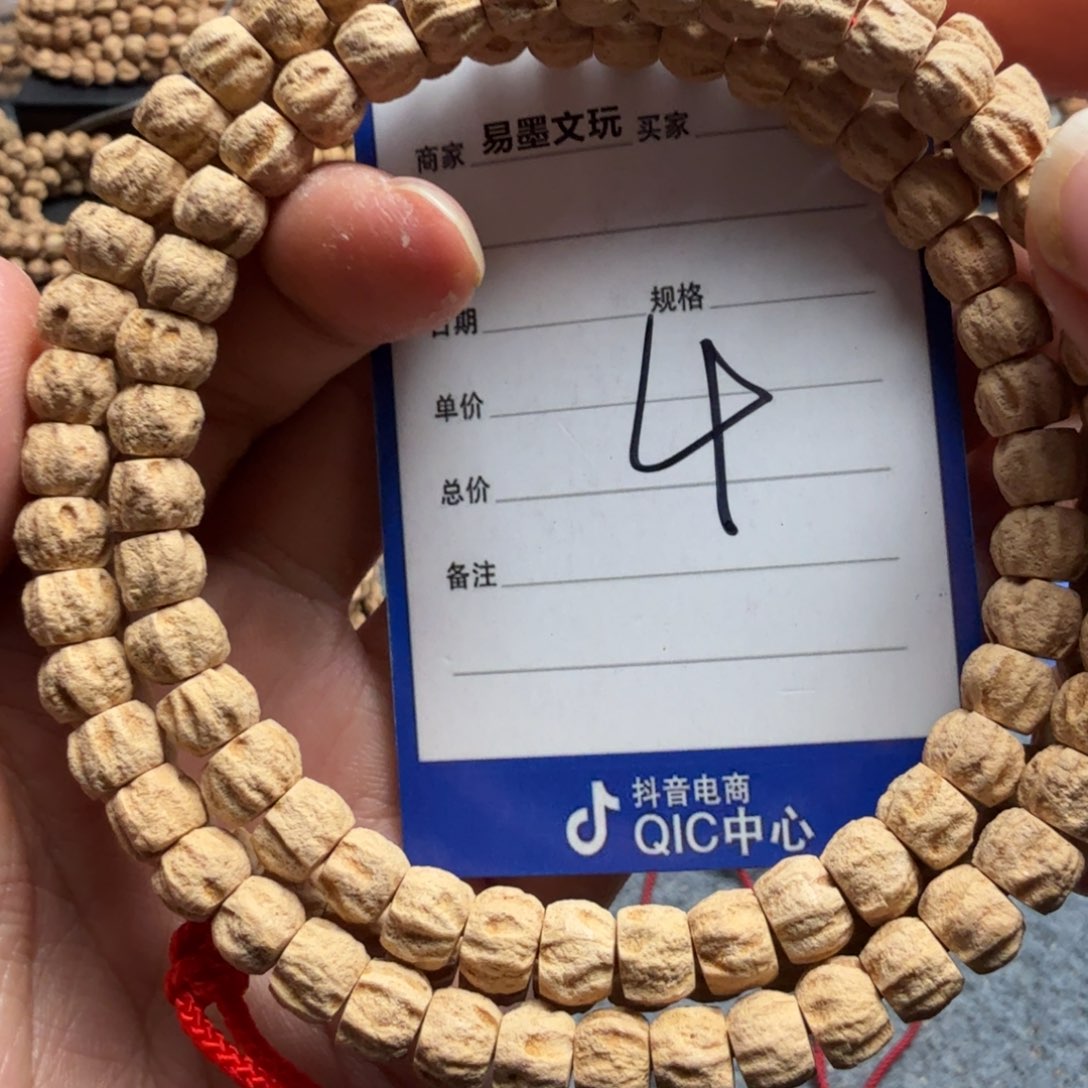 商家 易墨文玩 买家
日期 规格
4
单价
总价
备注
抖音电商
QIC中心